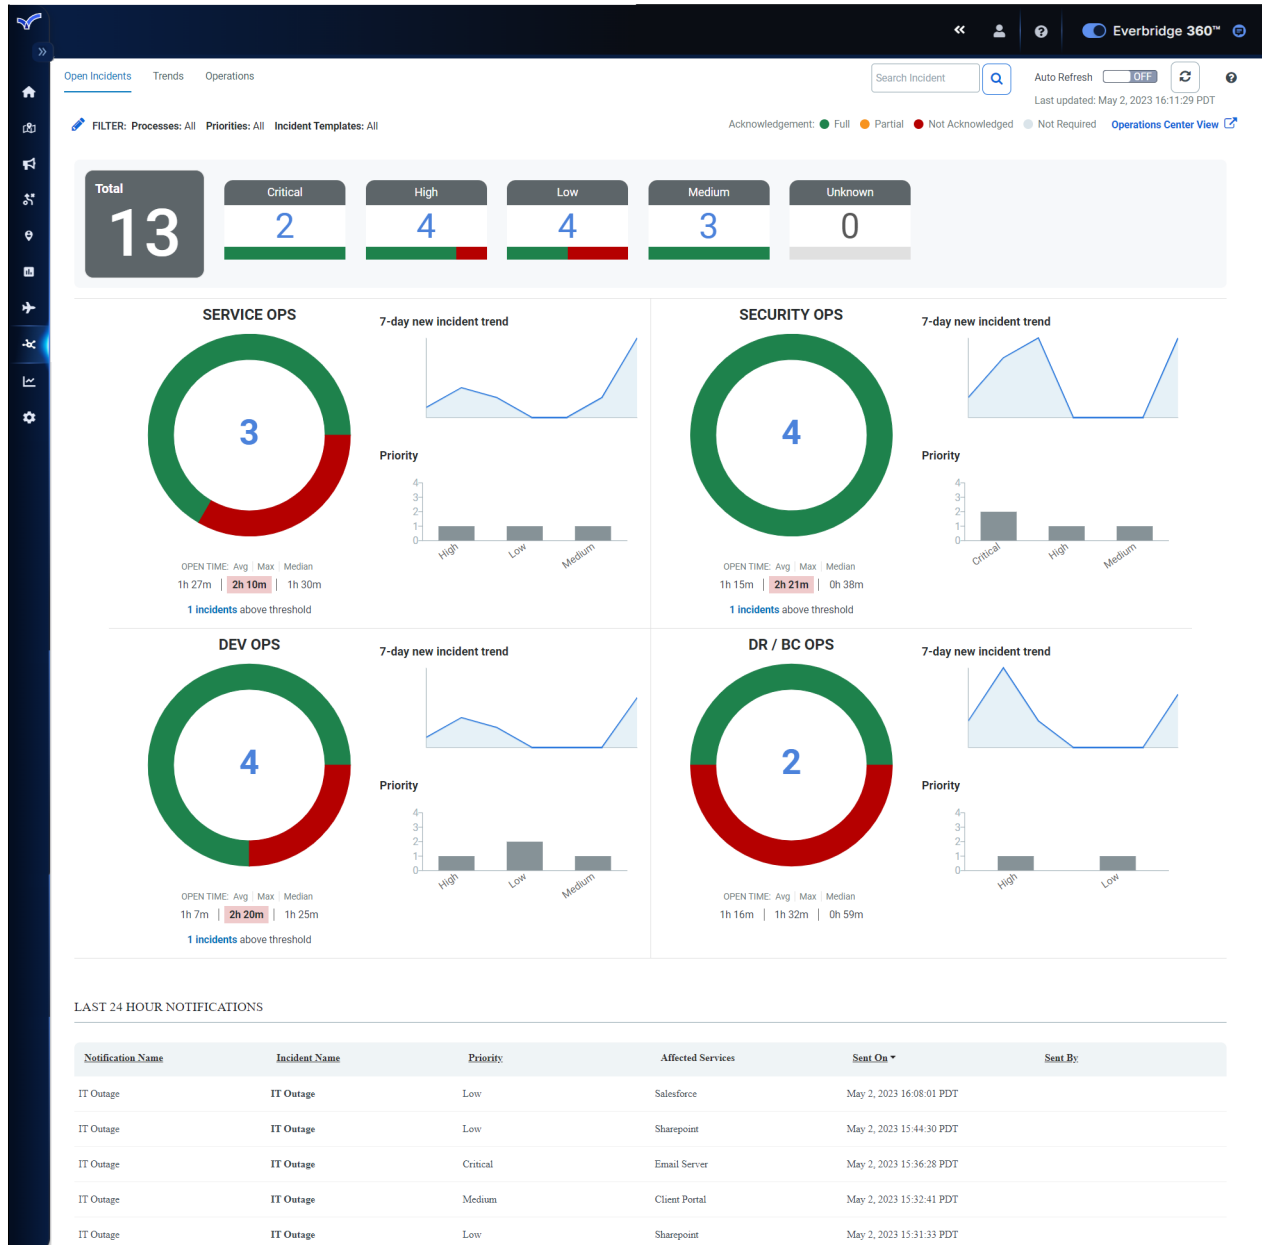 Everbridge 360™
Open Incidents Trends Operations
Search Incident
Auto Refresh OFF
Last updated: May 2, 2023 16:11:29 PDT
FILTER: Processes: All Priorities: All Incident Templates: All
Acknowledgement: Full Partial Not Acknowledged Not Required Operations Center View
Total
13
Critical
2
High
4
Low
4
Medium
3
Unknown
0
SERVICE OPS
3
OPEN TIME: Avg | Max | Median
1h 27m | 2h 10m | 1h 30m
1 incidents above threshold
7-day new incident trend
Priority
4
3
2
1
0
High Low Medium
SECURITY OPS
4
OPEN TIME: Avg | Max | Median
1h 15m | 2h 21m | 0h 38m
1 incidents above threshold
7-day new incident trend
Priority
4
3
2
1
0
Critical High Medium
DEV OPS
4
OPEN TIME: Avg | Max | Median
1h 7m | 2h 20m | 1h 25m
1 incidents above threshold
7-day new incident trend
Priority
4
3
2
1
0
High Low Medium
DR / BC OPS
2
OPEN TIME: Avg | Max | Median
1h 16m | 1h 32m | 0h 59m
7-day new incident trend
Priority
4
3
2
1
0
High Low
LAST 24 HOUR NOTIFICATIONS
Notification Name Incident Name Priority Affected Services Sent On Sent By
IT Outage IT Outage Low Salesforce May 2, 2023 16:08:01 PDT
IT Outage IT Outage Low Sharepoint May 2, 2023 15:44:30 PDT
IT Outage IT Outage Critical Email Server May 2, 2023 15:36:28 PDT
IT Outage IT Outage Medium Client Portal May 2, 2023 15:32:41 PDT
IT Outage IT Outage Low Sharepoint May 2, 2023 15:31:33 PDT